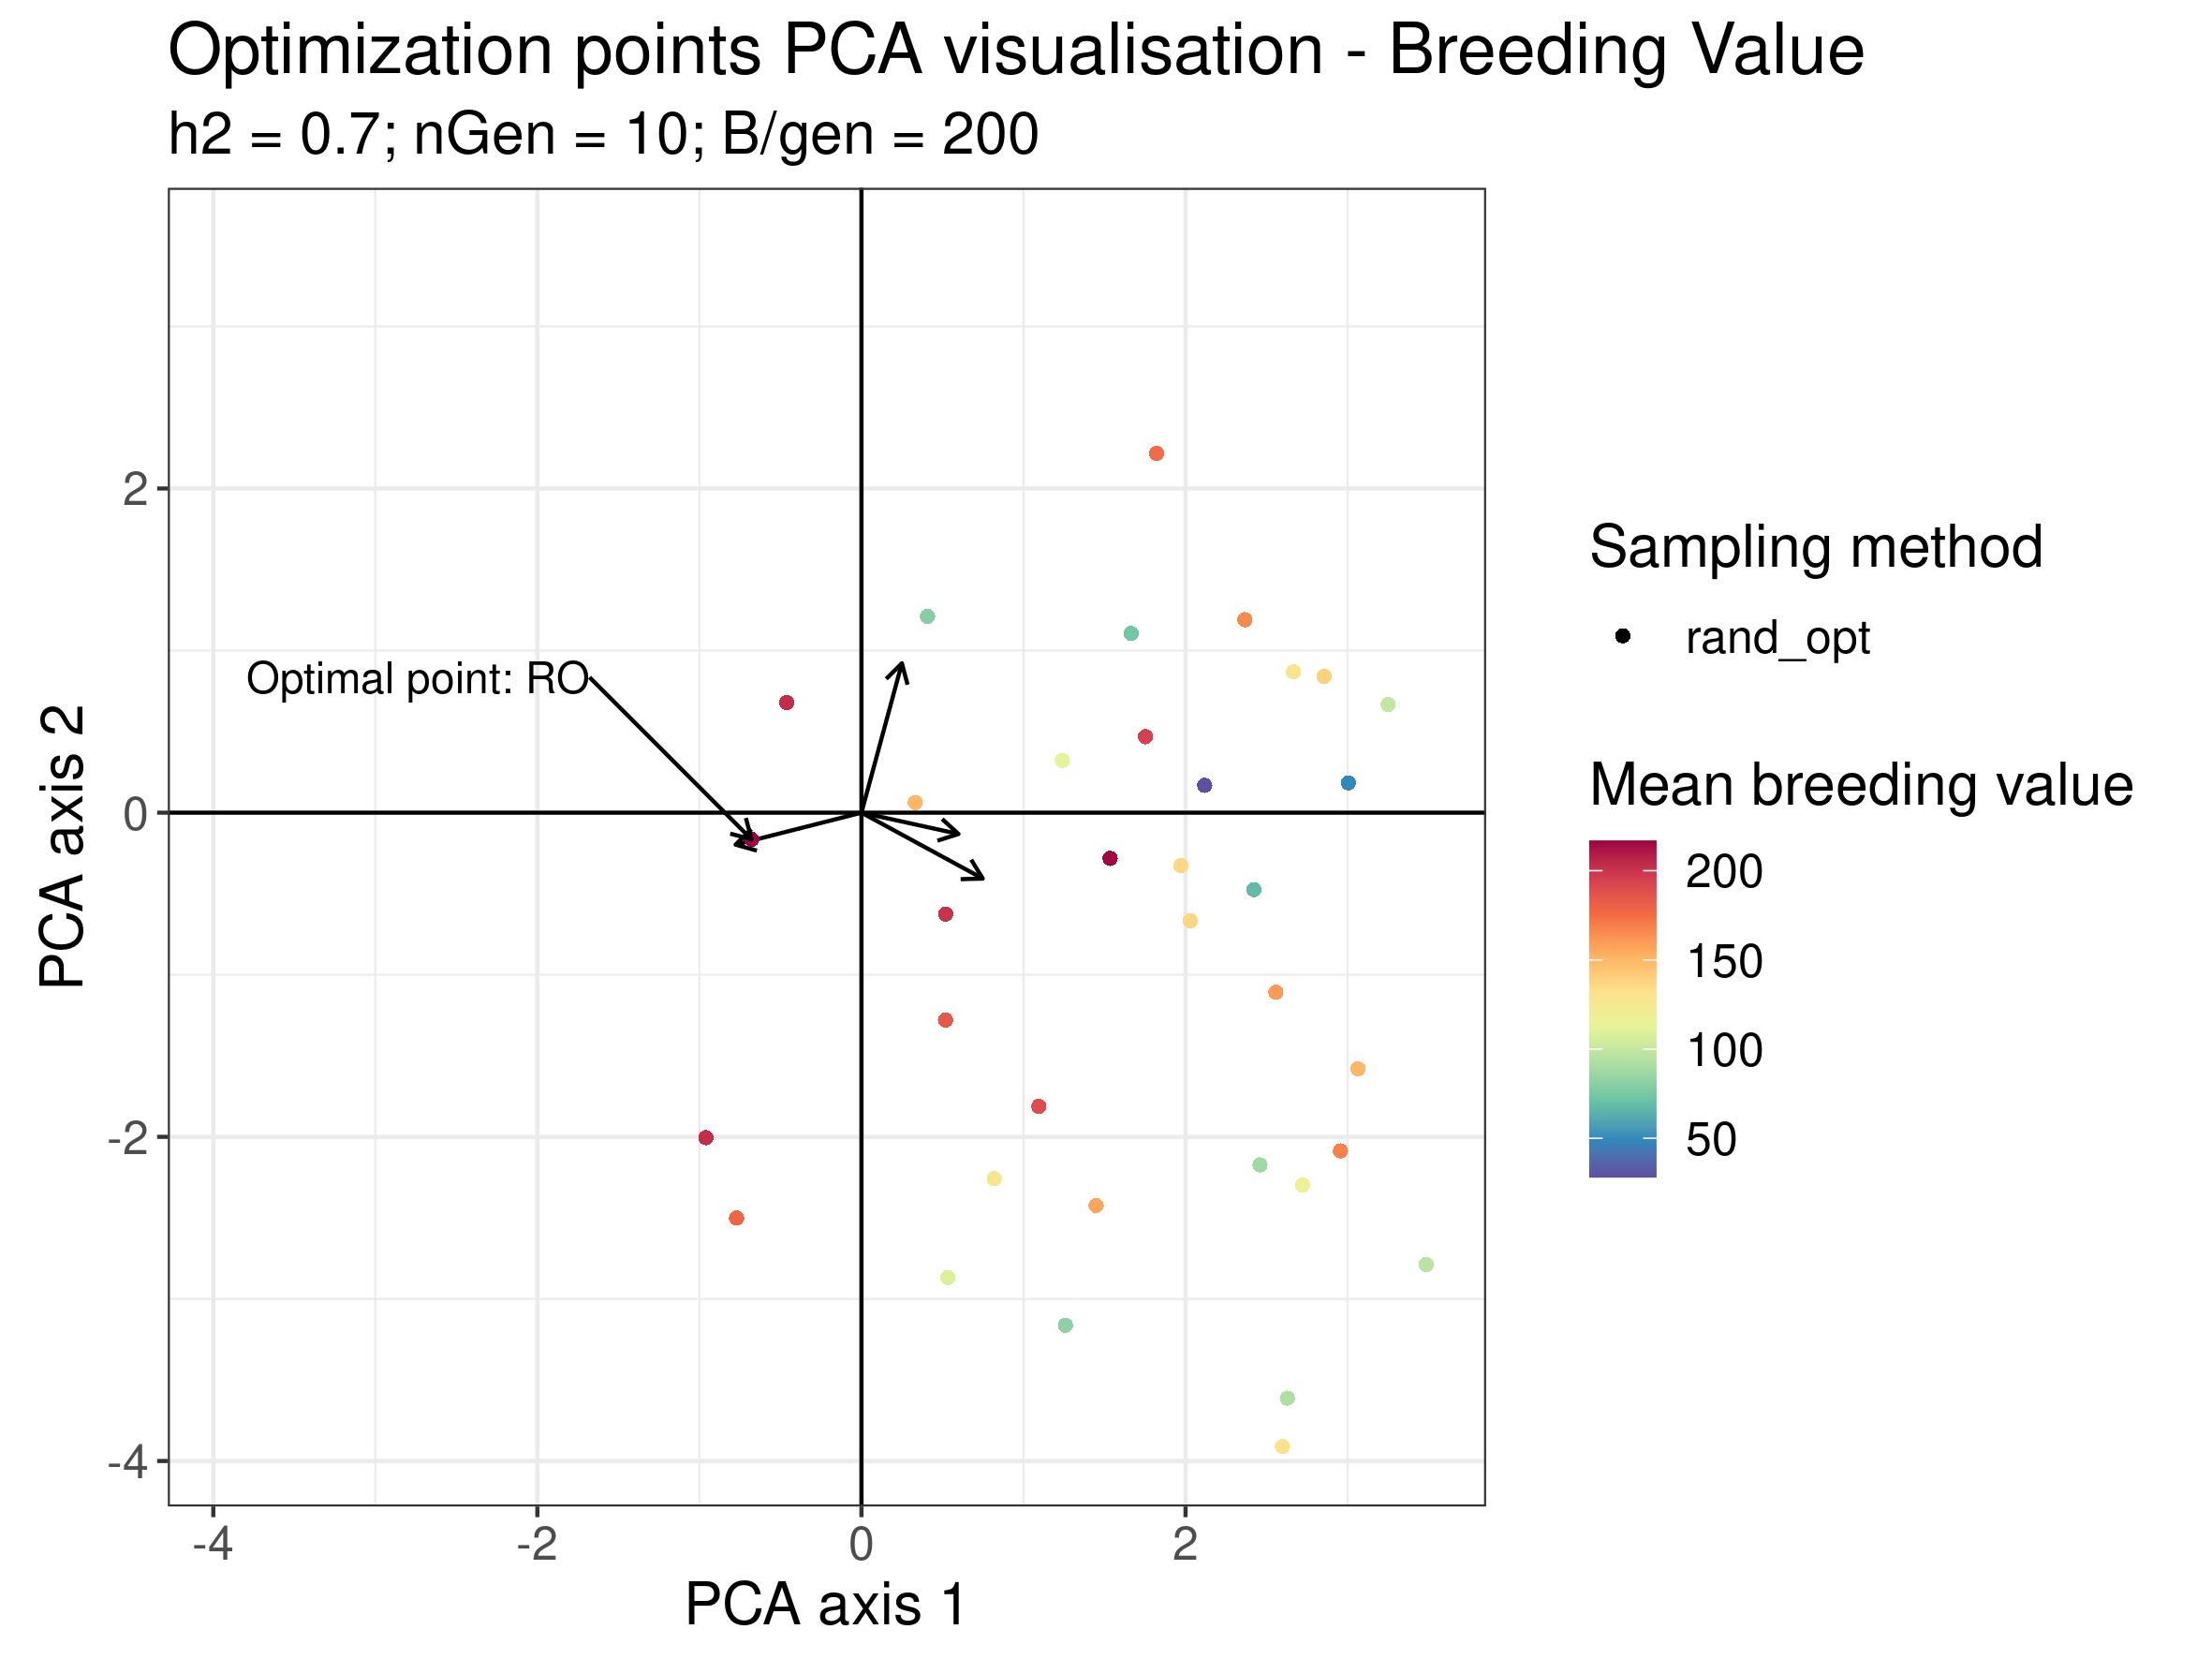 Optimization points PCA visualisation - Breeding Value
h2 = 0.7; nGen = 10; B/gen = 200
PCA axis 2
2
0
-2
-4
Optimal point: RO
-4
-2
0
2
PCA axis 1
Sampling method
rand_opt
Mean breeding value
200
150
100
50